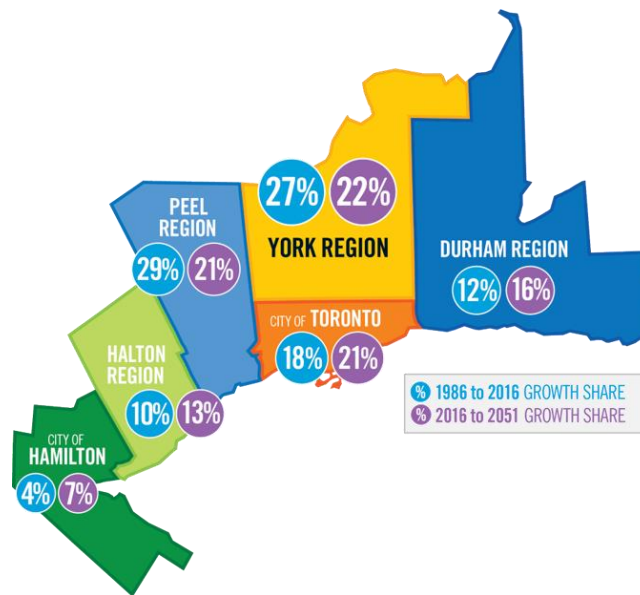 27% 22%
YORK REGION
PEEL
REGION
29% 21%
DURHAM REGION
12% 16%
CITY OF TORONTO
18% 21%
HALTON
REGION
10% 13%
% 1986 to 2016 GROWTH SHARE
% 2016 to 2051 GROWTH SHARE
CITY OF
HAMILTON
4% 7%